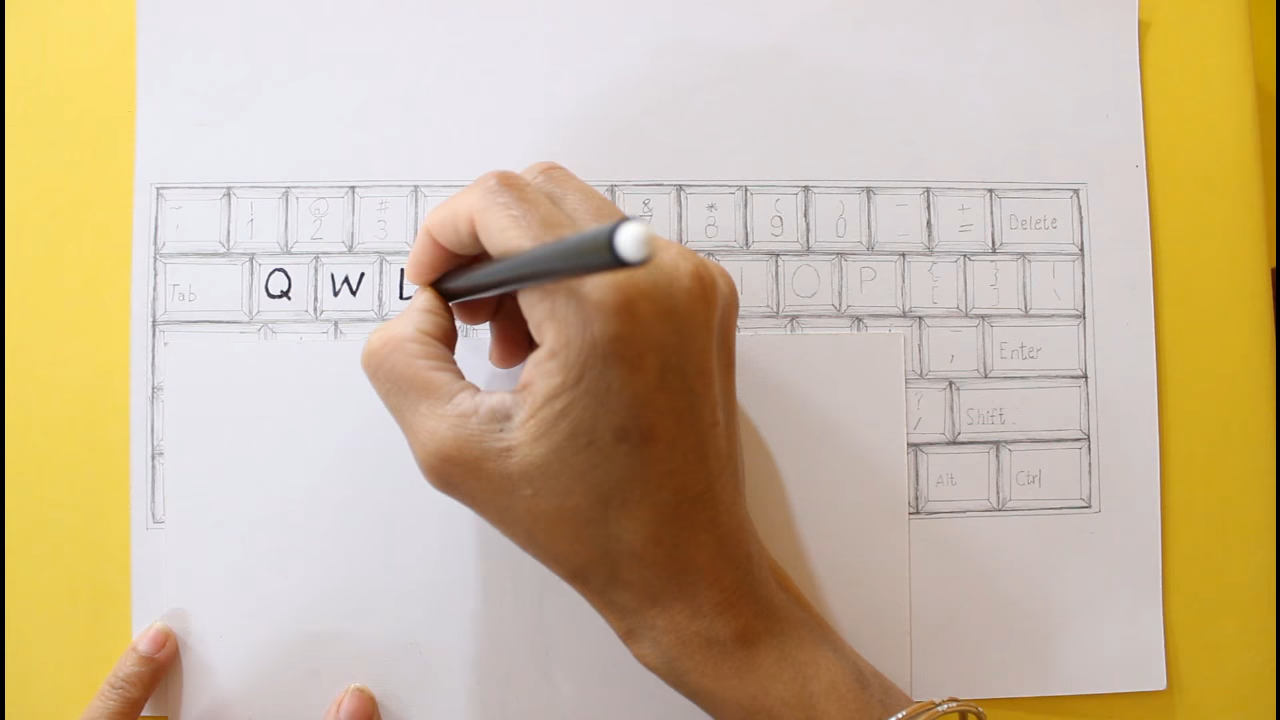 ~ ! 1 @ 2 # 3 & 7 * 8 ( 9 ) 0 — + =  Delete
Tab Q W L I O P { [ } ] | \
, Enter
? / Shift
Alt Ctrl